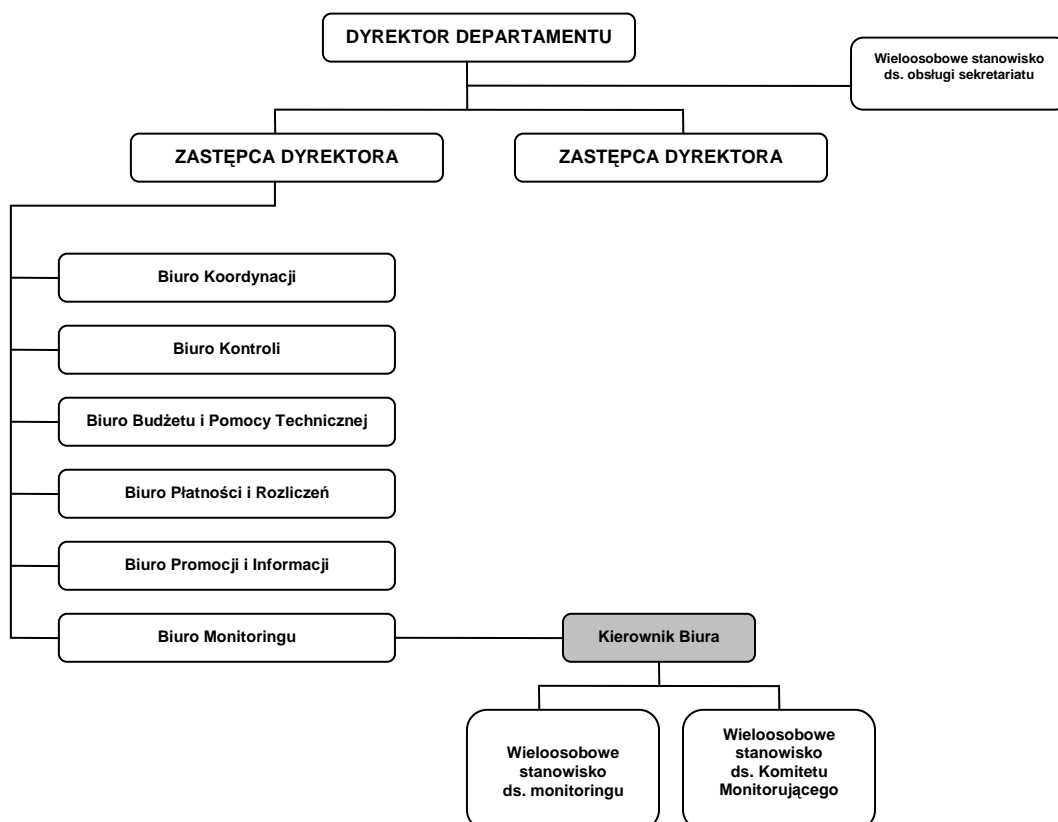 DYREKTOR DEPARTAMENTU
Wieloosobowe stanowisko
ds. obsługi sekretariatu
ZASTĘPCA DYREKTORA
ZASTĘPCA DYREKTORA
Biuro Koordynacji
Biuro Kontroli
Biuro Budżetu i Pomocy Technicznej
Biuro Płatności i Rozliczeń
Biuro Promocji i Informacji
Biuro Monitoringu
Kierownik Biura
Wieloosobowe
stanowisko
ds. monitoringu
Wieloosobowe
stanowisko
ds. Komitetu
Monitorującego